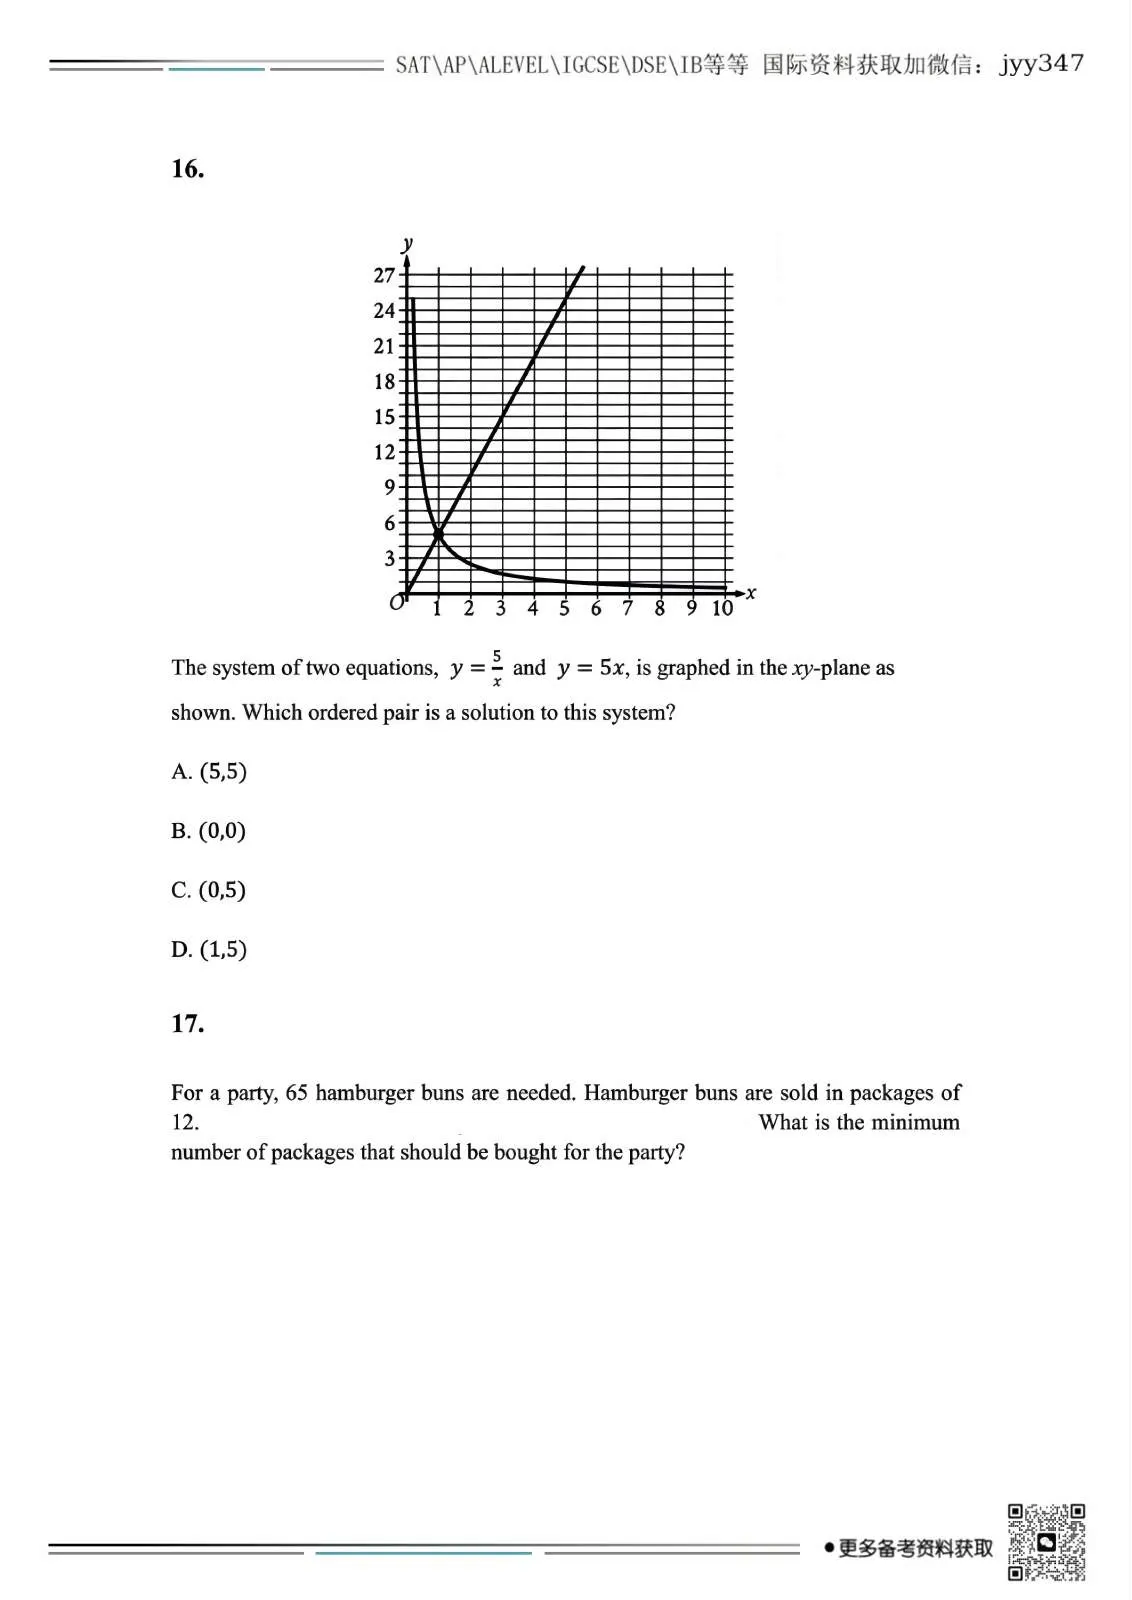 SAT\AP\ALEVEL\IGCSE\DSE\IB等等 国际资料获取加微信：jyy347
16.
y
27
24
21
18
15
12
9
6
3
O 1 2 3 4 5 6 7 8 9 10 x
The system of two equations, y = 5/x and y = 5x, is graphed in the xy-plane as
shown. Which ordered pair is a solution to this system?
A. (5,5)
B. (0,0)
C. (0,5)
D. (1,5)
17.
For a party, 65 hamburger buns are needed. Hamburger buns are sold in packages of
12. What is the minimum
number of packages that should be bought for the party?
•更多备考资料获取